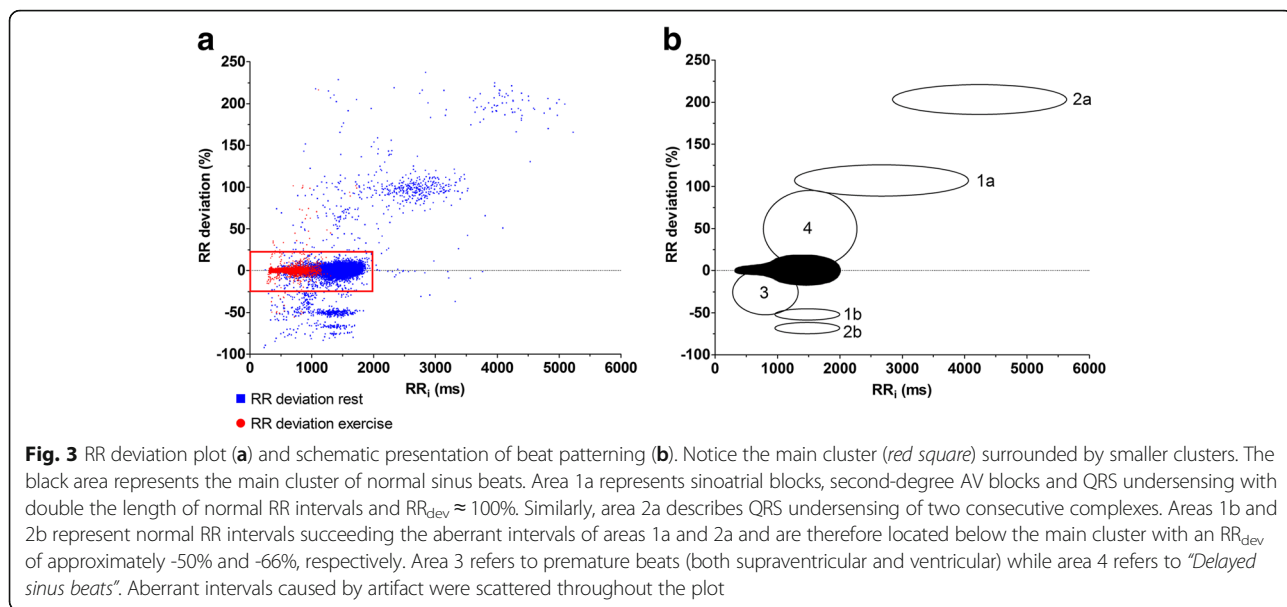 a
b
250
200
150
100
50
0
-50
-100
RR deviation (%)
0
1000
2000
3000
4000
5000
6000
RRi (ms)
RR deviation rest
RR deviation exercise
250
200
150
100
50
0
-50
-100
RR deviation (%)
2a
1a
4
3
1b
2b
0
1000
2000
3000
4000
5000
6000
RRi (ms)
Fig. 3 RR deviation plot (a) and schematic presentation of beat patterning (b). Notice the main cluster (red square) surrounded by smaller clusters. The
black area represents the main cluster of normal sinus beats. Area 1a represents sinoatrial blocks, second-degree AV blocks and QRS undersensing with
double the length of normal RR intervals and RRdev ≈ 100%. Similarly, area 2a describes QRS undersensing of two consecutive complexes. Areas 1b and
2b represent normal RR intervals succeeding the aberrant intervals of areas 1a and 2a and are therefore located below the main cluster with an RRdev
of approximately -50% and -66%, respectively. Area 3 refers to premature beats (both supraventricular and ventricular) while area 4 refers to "Delayed
sinus beats". Aberrant intervals caused by artifact were scattered throughout the plot